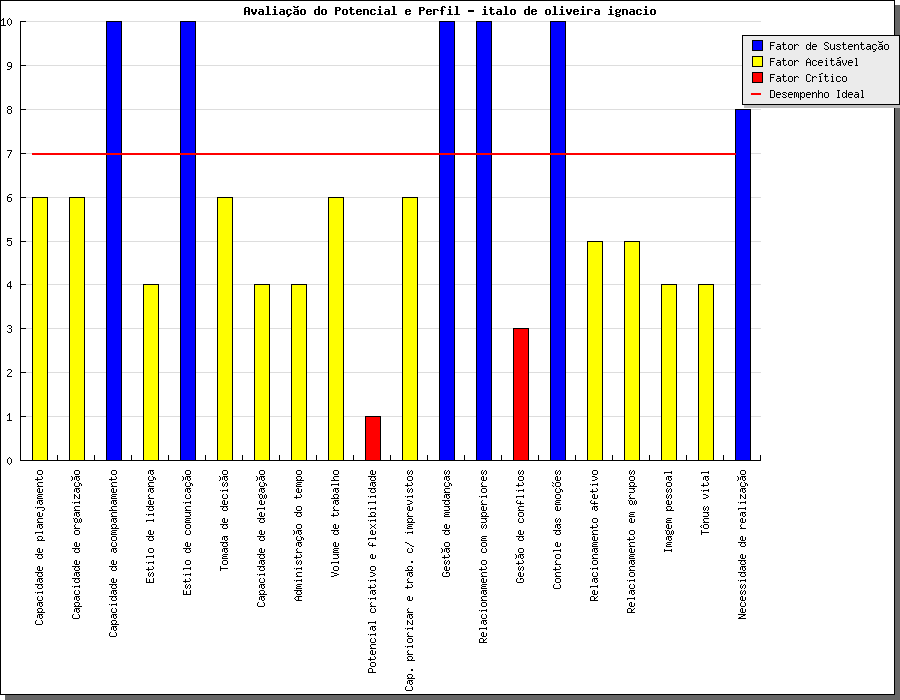 Avaliação do Potencial e Perfil - italo de oliveira ignacio
Fator de Sustentação
Fator Aceitável
Fator Crítico
Desempenho Ideal
10
9
8
7
6
5
4
3
2
1
0
Capacidade de planejamento
Capacidade de organização
Capacidade de acompanhamento
Estilo de liderança
Estilo de comunicação
Tomada de decisão
Capacidade de delegação
Administração do tempo
Volume de trabalho
Potencial criativo e flexibilidade
Cap. priorizar e trab. c/ imprevistos
Gestão de mudanças
Relacionamento com superiores
Gestão de conflitos
Controle das emoções
Relacionamento afetivo
Relacionamento em grupos
Imagem pessoal
Tônus vital
Necessidade de realização